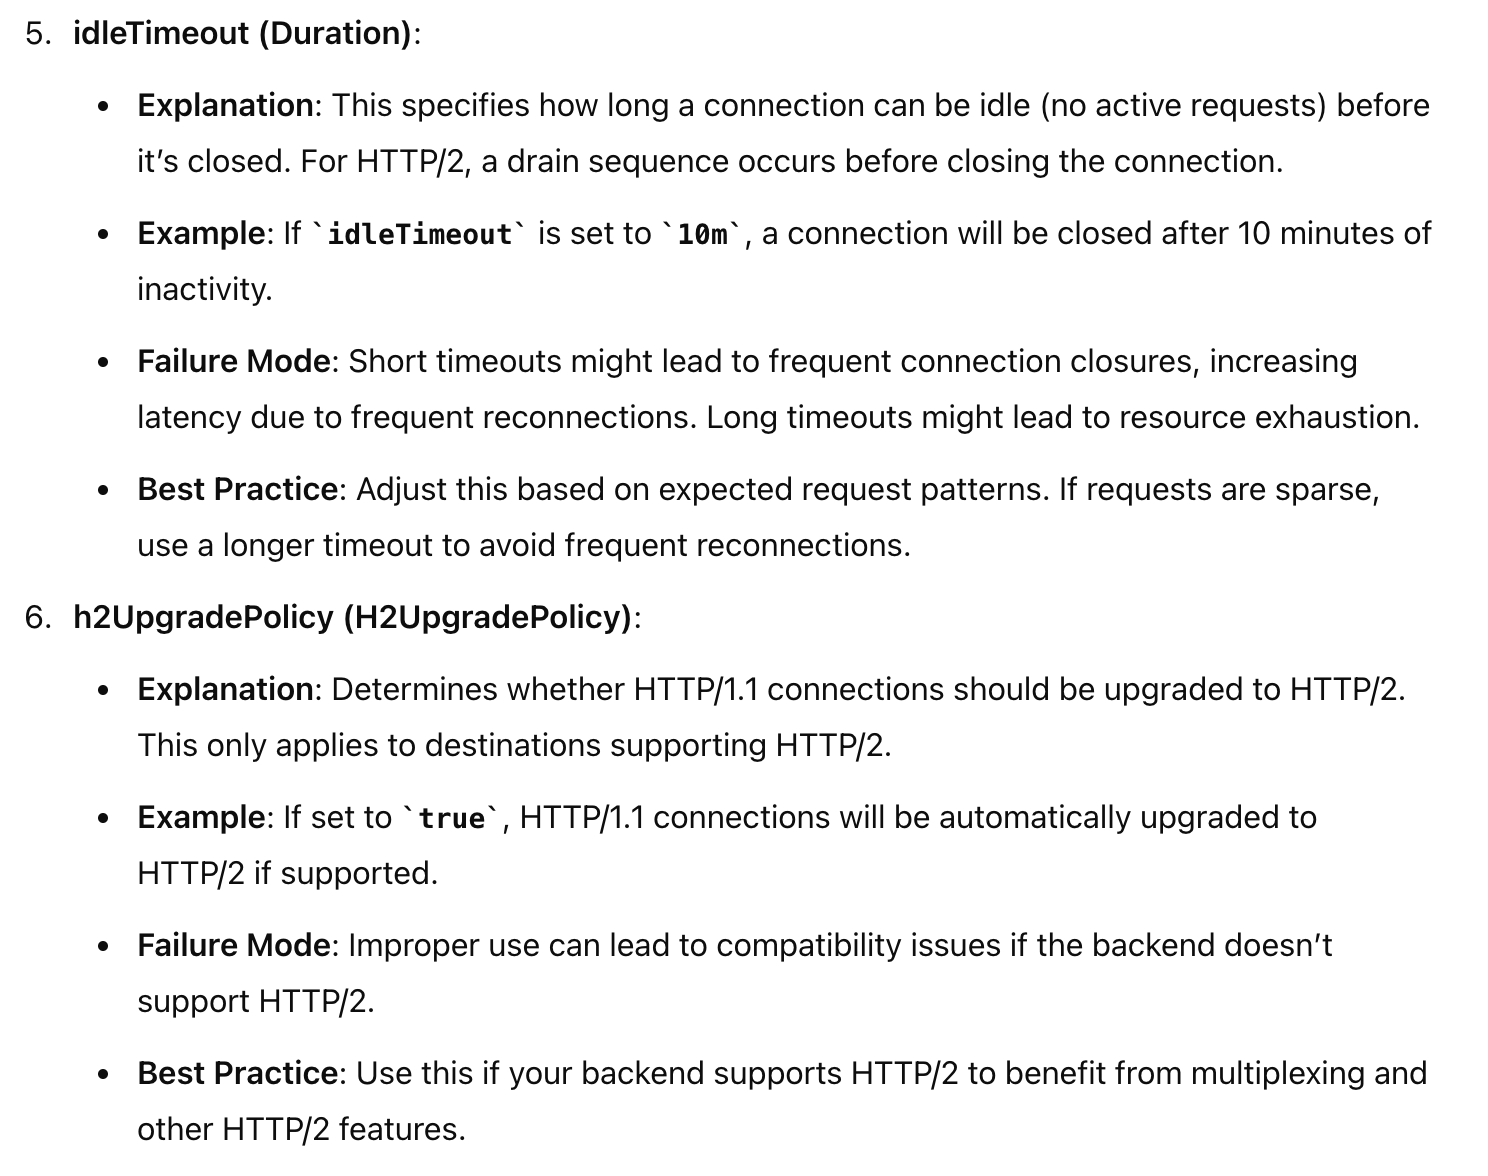 5. idleTimeout (Duration):
• Explanation: This specifies how long a connection can be idle (no active requests) before
it’s closed. For HTTP/2, a drain sequence occurs before closing the connection.
• Example: If `idleTimeout` is set to `10m`, a connection will be closed after 10 minutes of
inactivity.
• Failure Mode: Short timeouts might lead to frequent connection closures, increasing
latency due to frequent reconnections. Long timeouts might lead to resource exhaustion.
• Best Practice: Adjust this based on expected request patterns. If requests are sparse,
use a longer timeout to avoid frequent reconnections.
6. h2UpgradePolicy (H2UpgradePolicy):
• Explanation: Determines whether HTTP/1.1 connections should be upgraded to HTTP/2.
This only applies to destinations supporting HTTP/2.
• Example: If set to `true`, HTTP/1.1 connections will be automatically upgraded to
HTTP/2 if supported.
• Failure Mode: Improper use can lead to compatibility issues if the backend doesn’t
support HTTP/2.
• Best Practice: Use this if your backend supports HTTP/2 to benefit from multiplexing and
other HTTP/2 features.